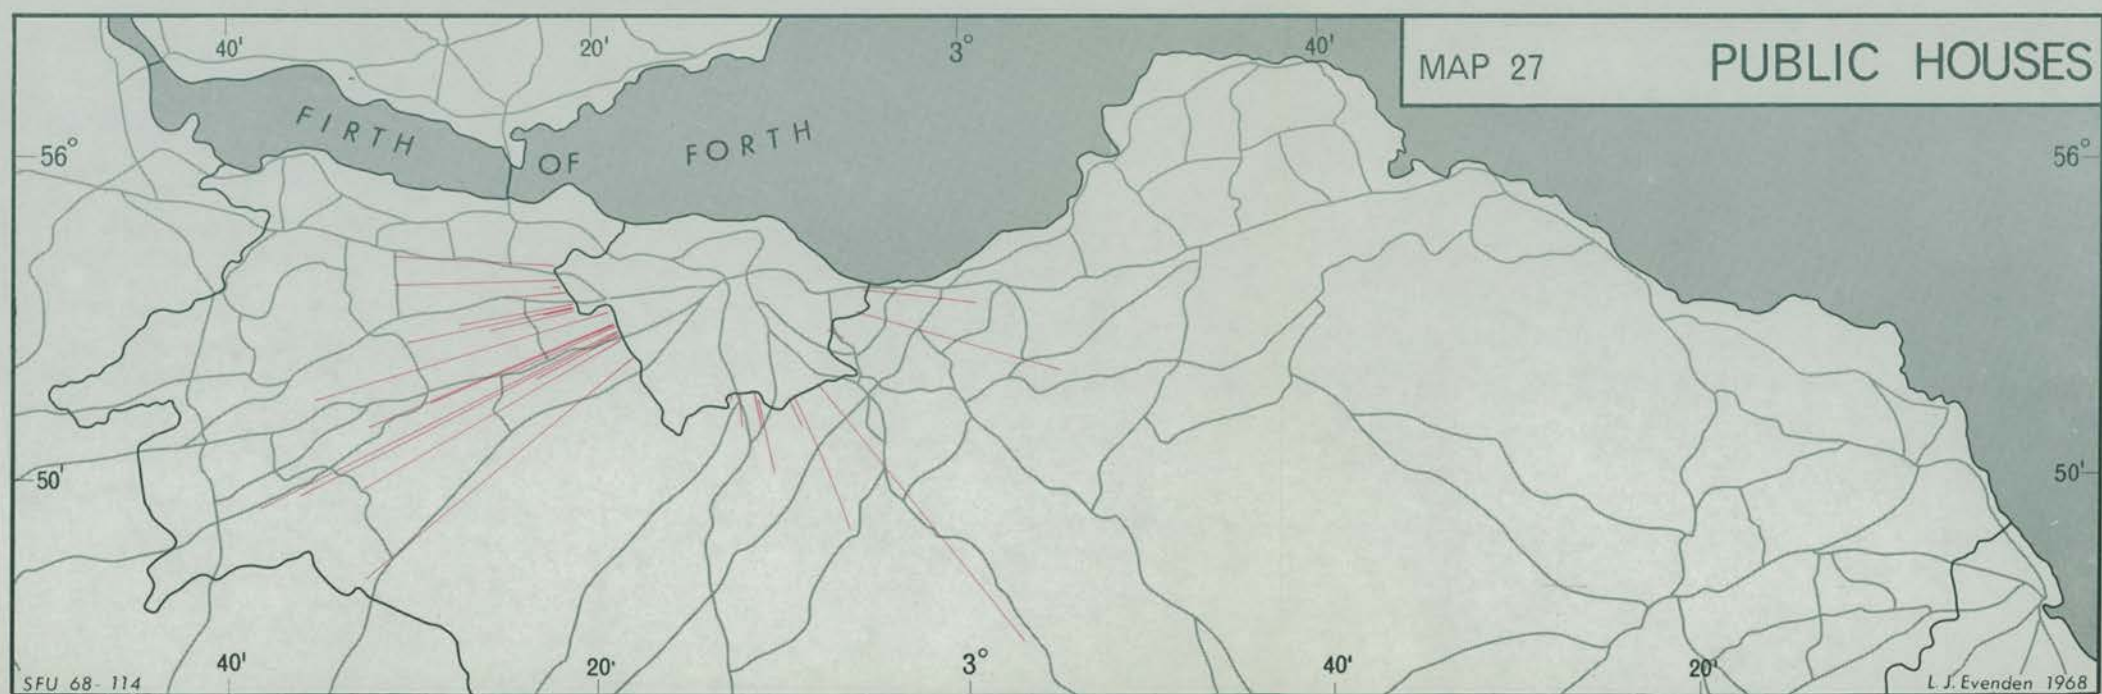 MAP 27 PUBLIC HOUSES
40' 20' 3° 40'
FIRTH OF FORTH
56° 56°
50' 50'
40' 20' 3° 40' 20'
SFU 68-114 L. J. Evenden 1968